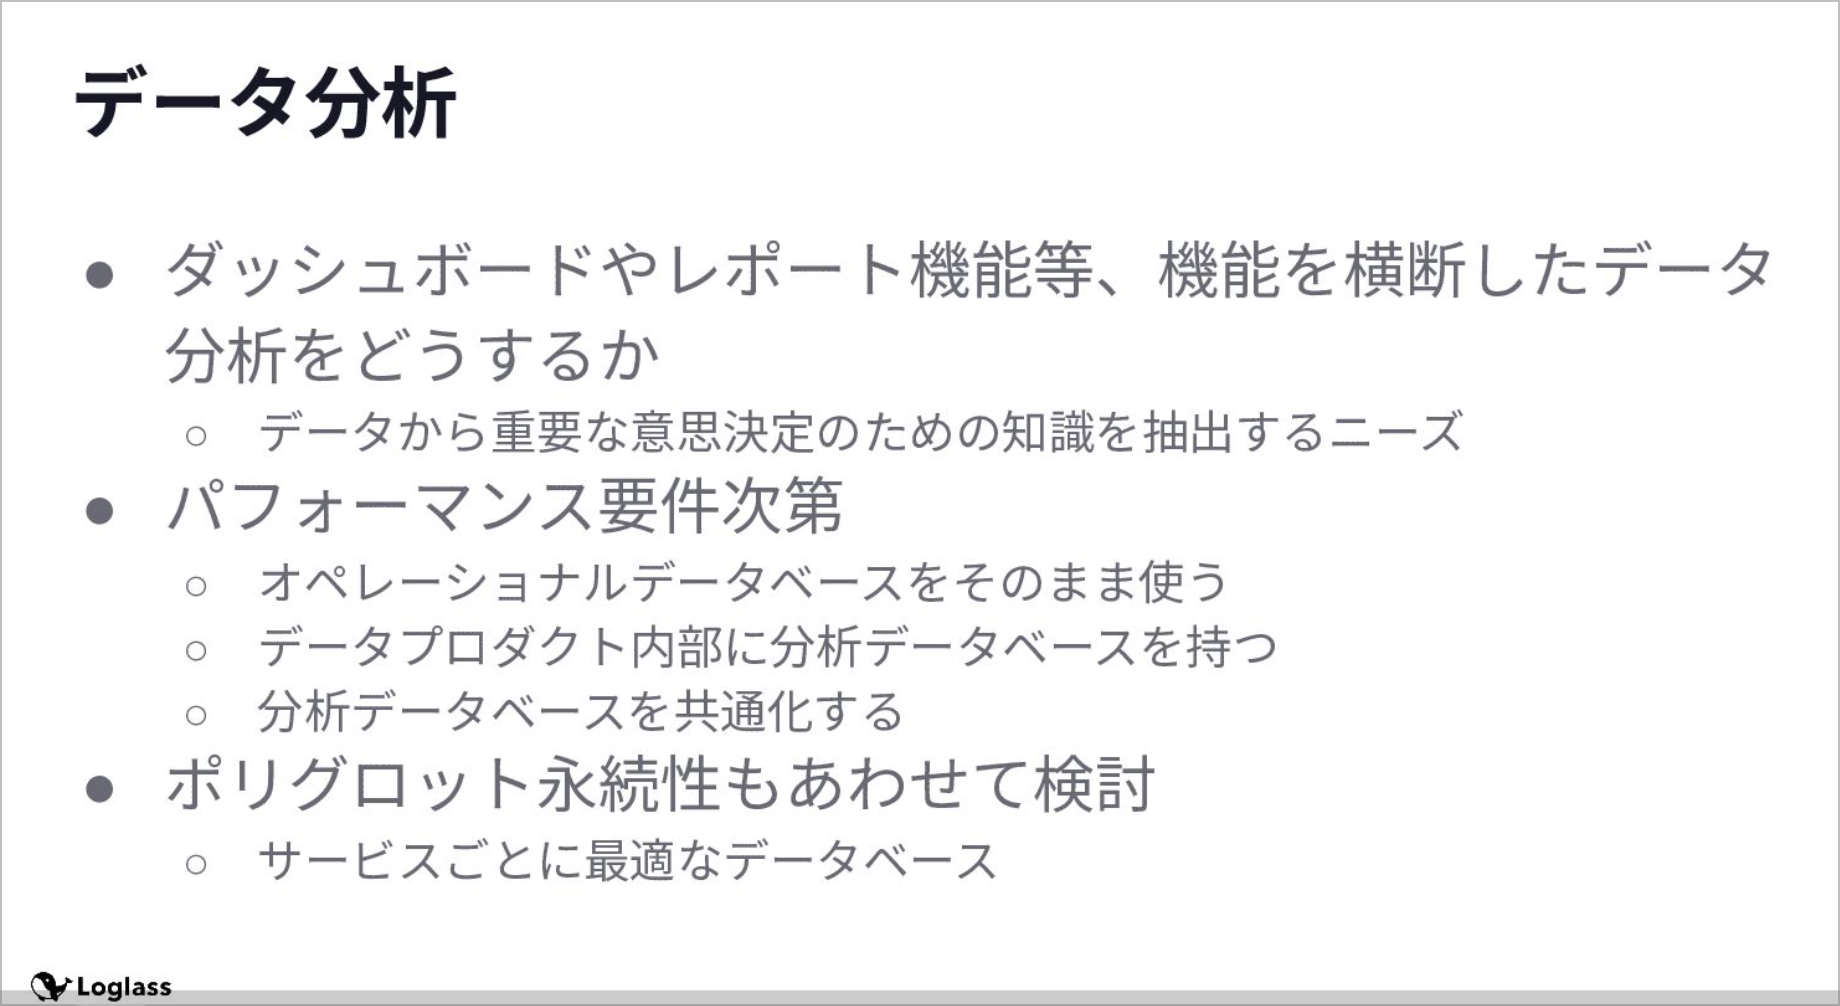 データ分析
● ダッシュボードやレポート機能等、機能を横断したデータ
分析をどうするか
○ データから重要な意思決定のための知識を抽出するニーズ
● パフォーマンス要件次第
○ オペレーショナルデータベースをそのまま使う
○ データプロダクト内部に分析データベースを持つ
○ 分析データベースを共通化する
● ポリグロット永続性もあわせて検討
○ サービスごとに最適なデータベース
Loglass